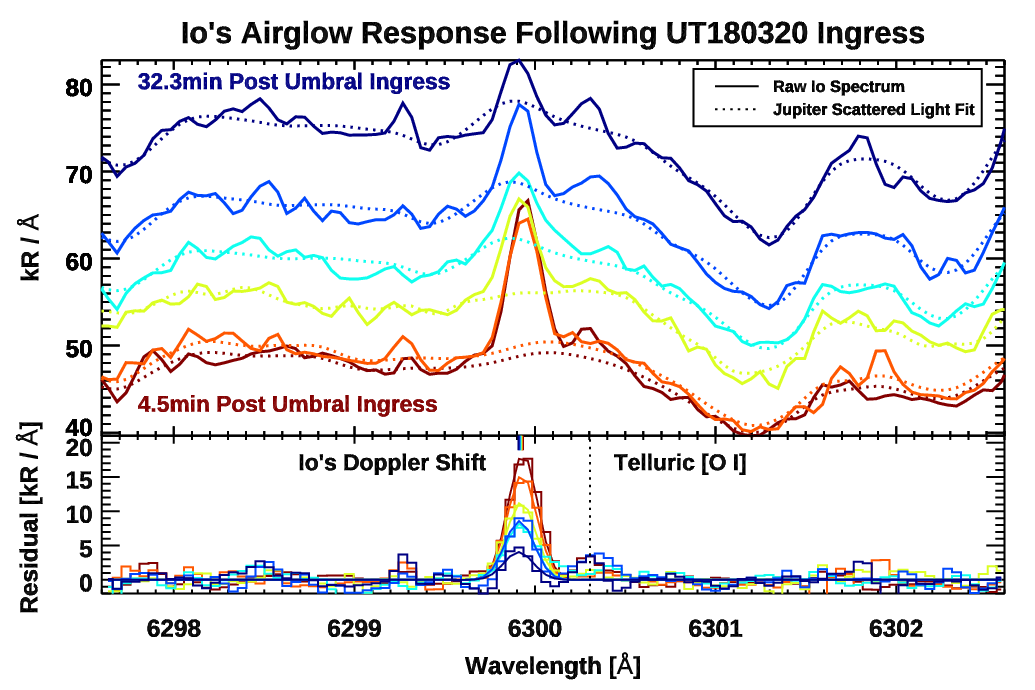 Io's Airglow Response Following UT180320 Ingress
32.3min Post Umbral Ingress
Raw Io Spectrum
Jupiter Scattered Light Fit
80
70
60
50
40
kR / Å
4.5min Post Umbral Ingress
Io's Doppler Shift
Telluric [O I]
20
15
10
5
0
Residual [kR / Å]
6298 6299 6300 6301 6302
Wavelength [Å]